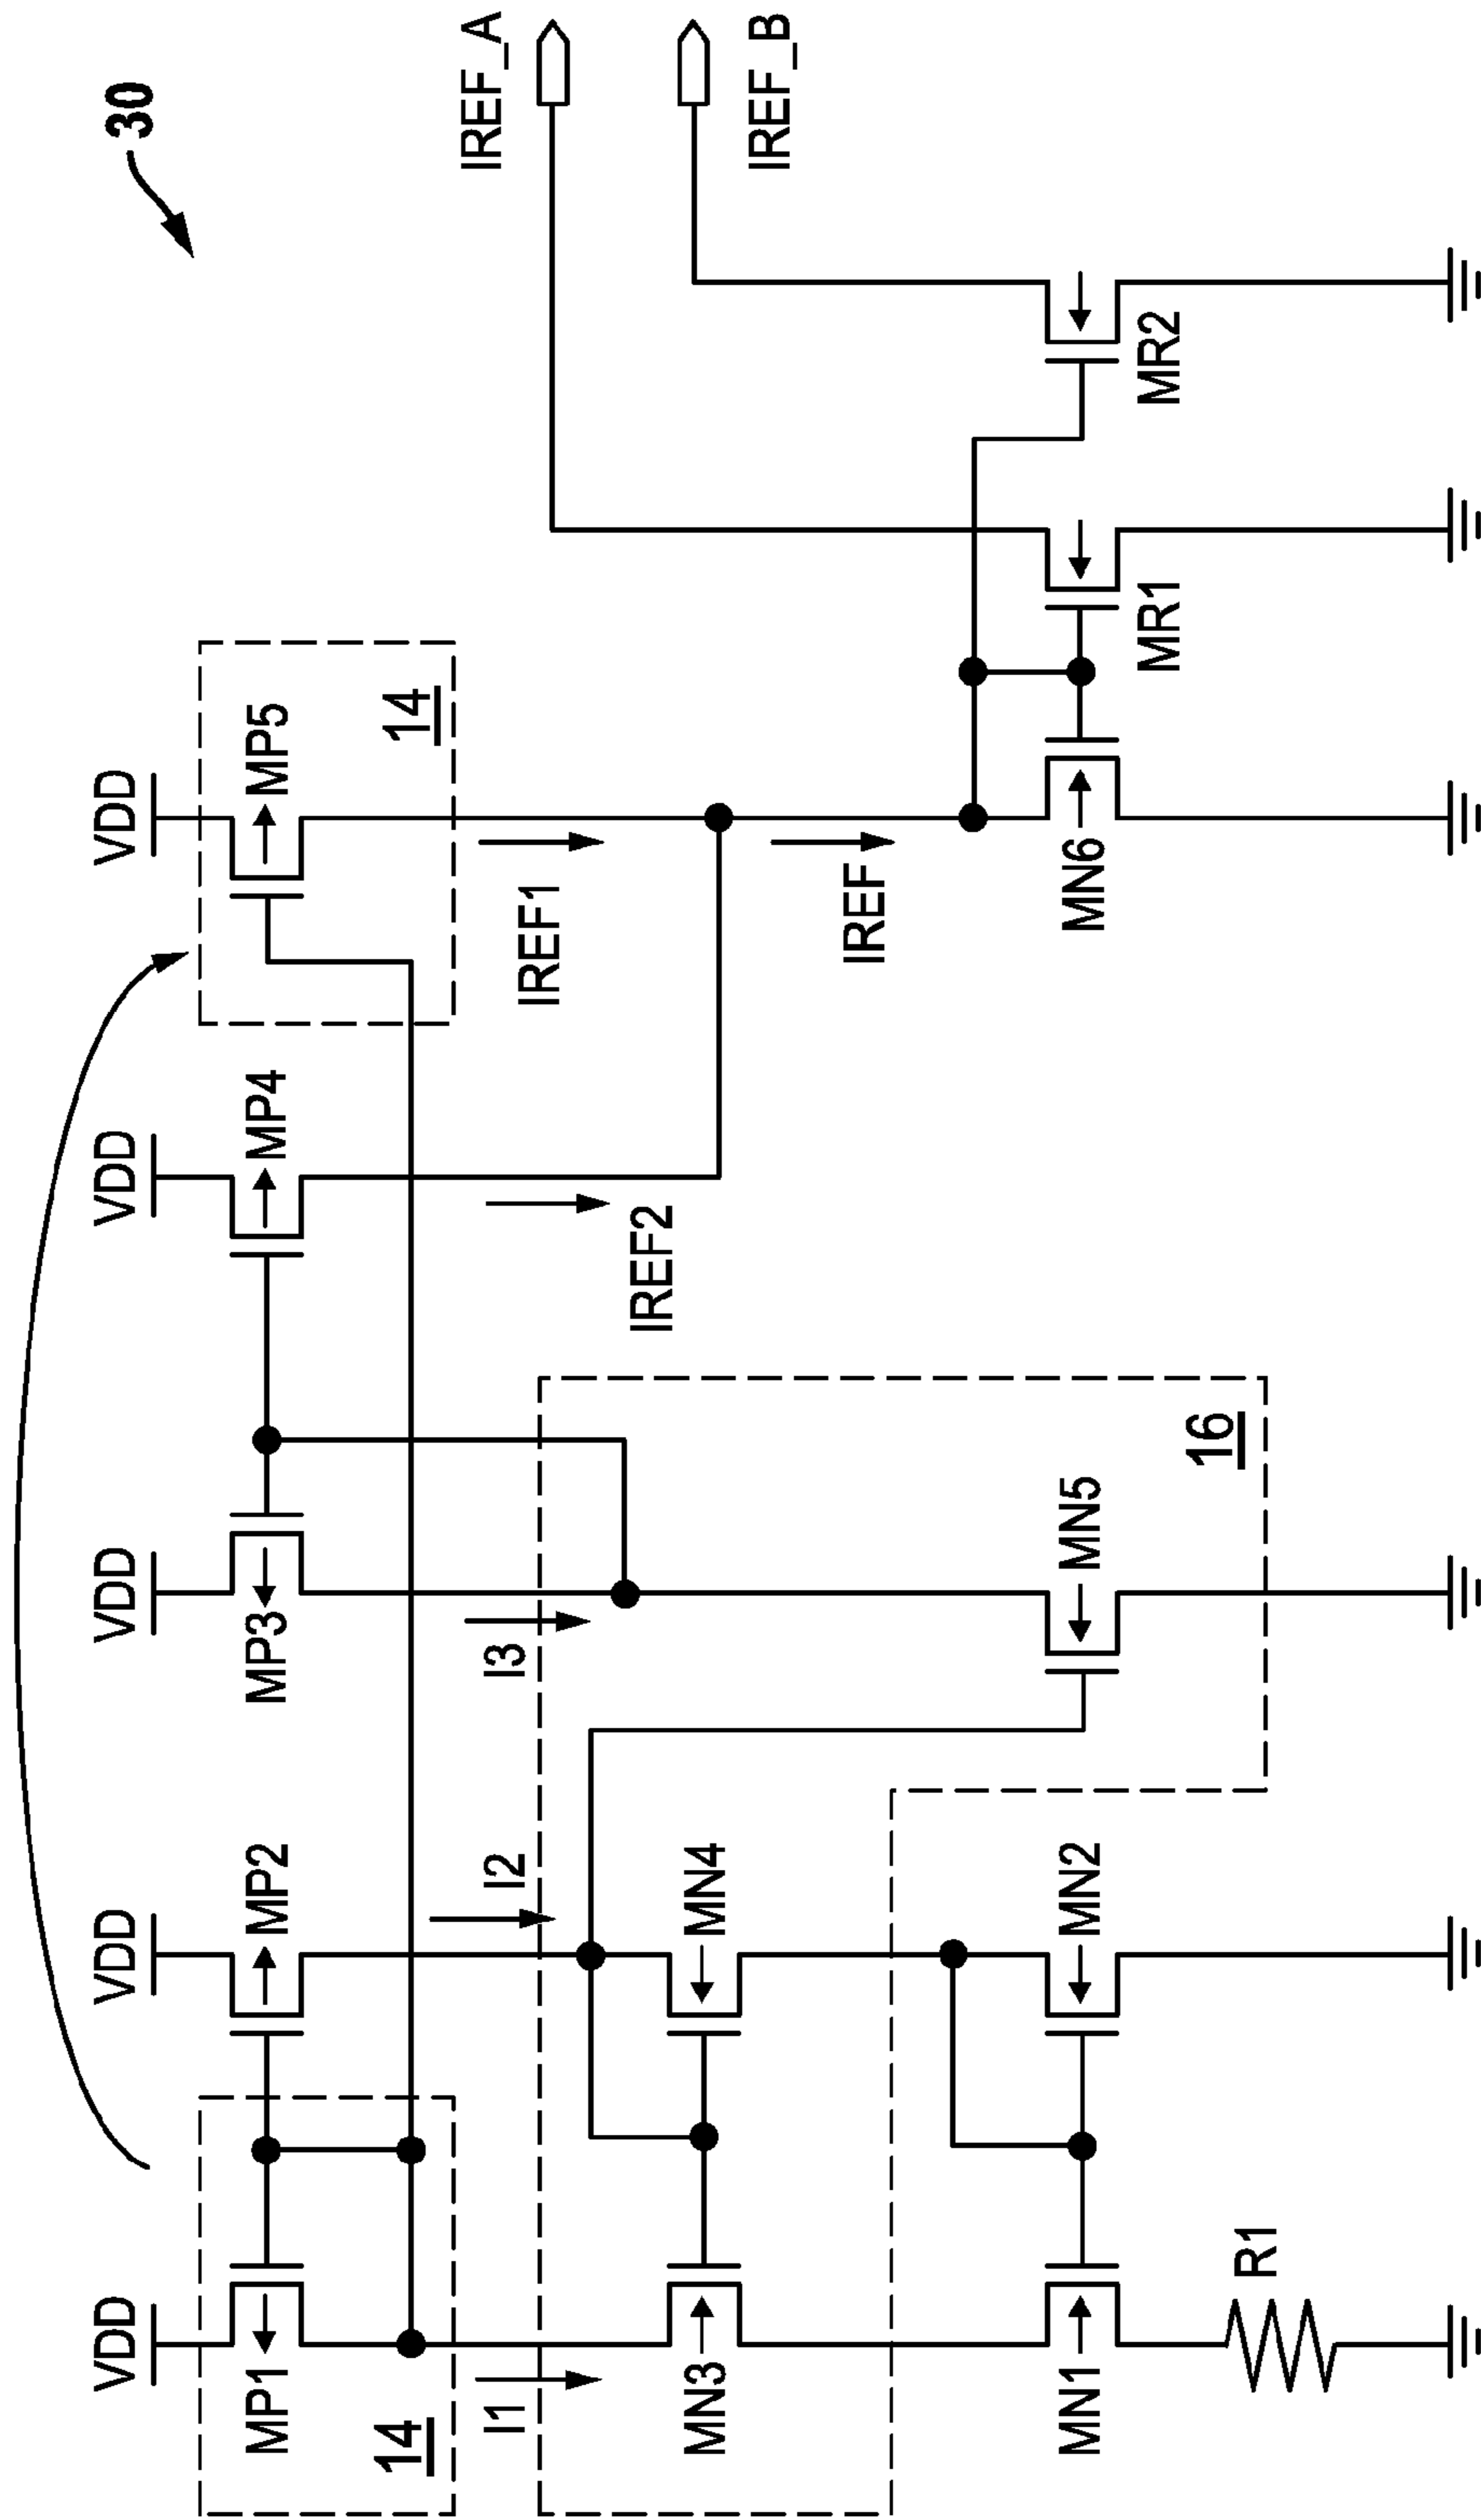 30
VDD
VDD
VDD
VDD
VDD
MP1
MP2
MP3
MP4
MP5
14
14
I1
I2
I3
IREF2
IREF1
IREF_A
IREF_B
IREF
MN3
MN4
MN1
MN2
MN5
MN6
MR1
MR2
16
R1